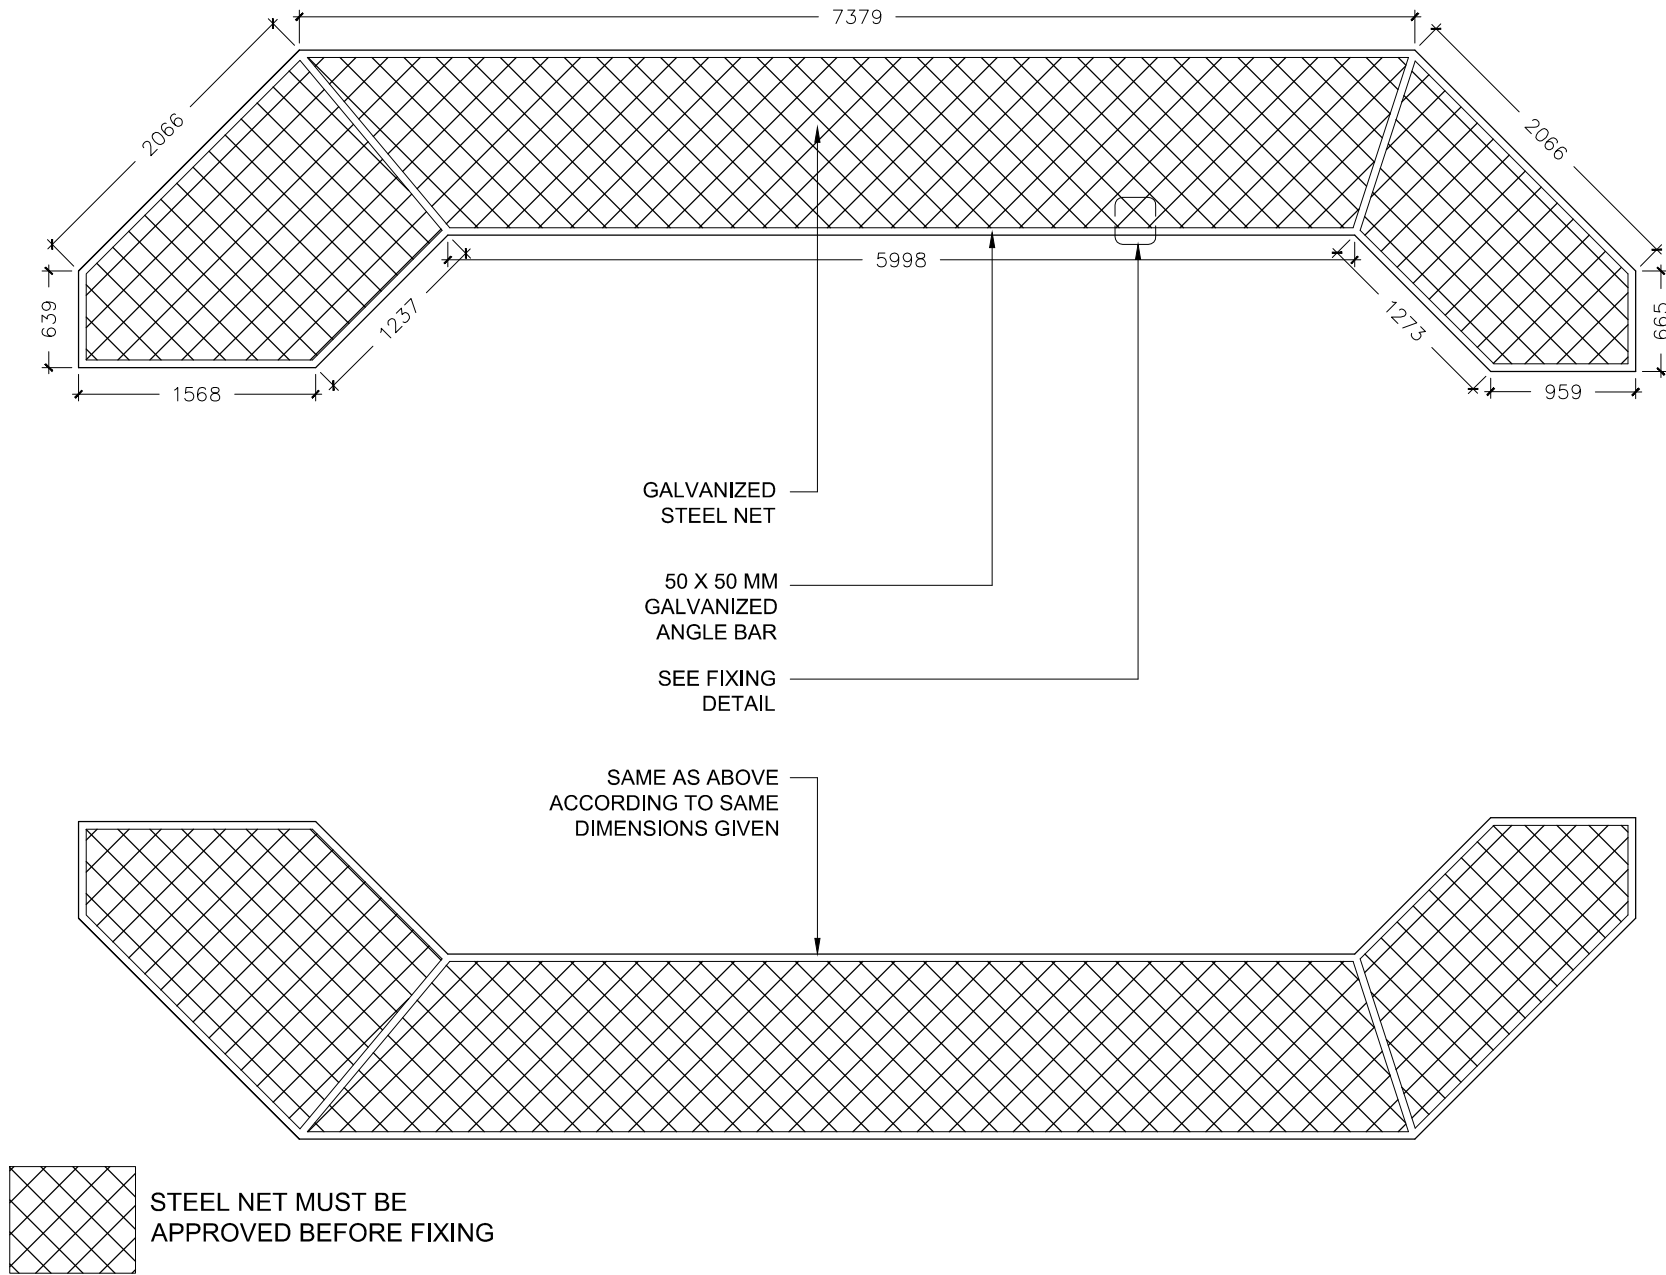 7379
2066
2066
639
1568
1237
5998
1273
959
665
GALVANIZED
STEEL NET
50 X 50 MM
GALVANIZED
ANGLE BAR
SEE FIXING
DETAIL
SAME AS ABOVE
ACCORDING TO SAME
DIMENSIONS GIVEN
STEEL NET MUST BE
APPROVED BEFORE FIXING